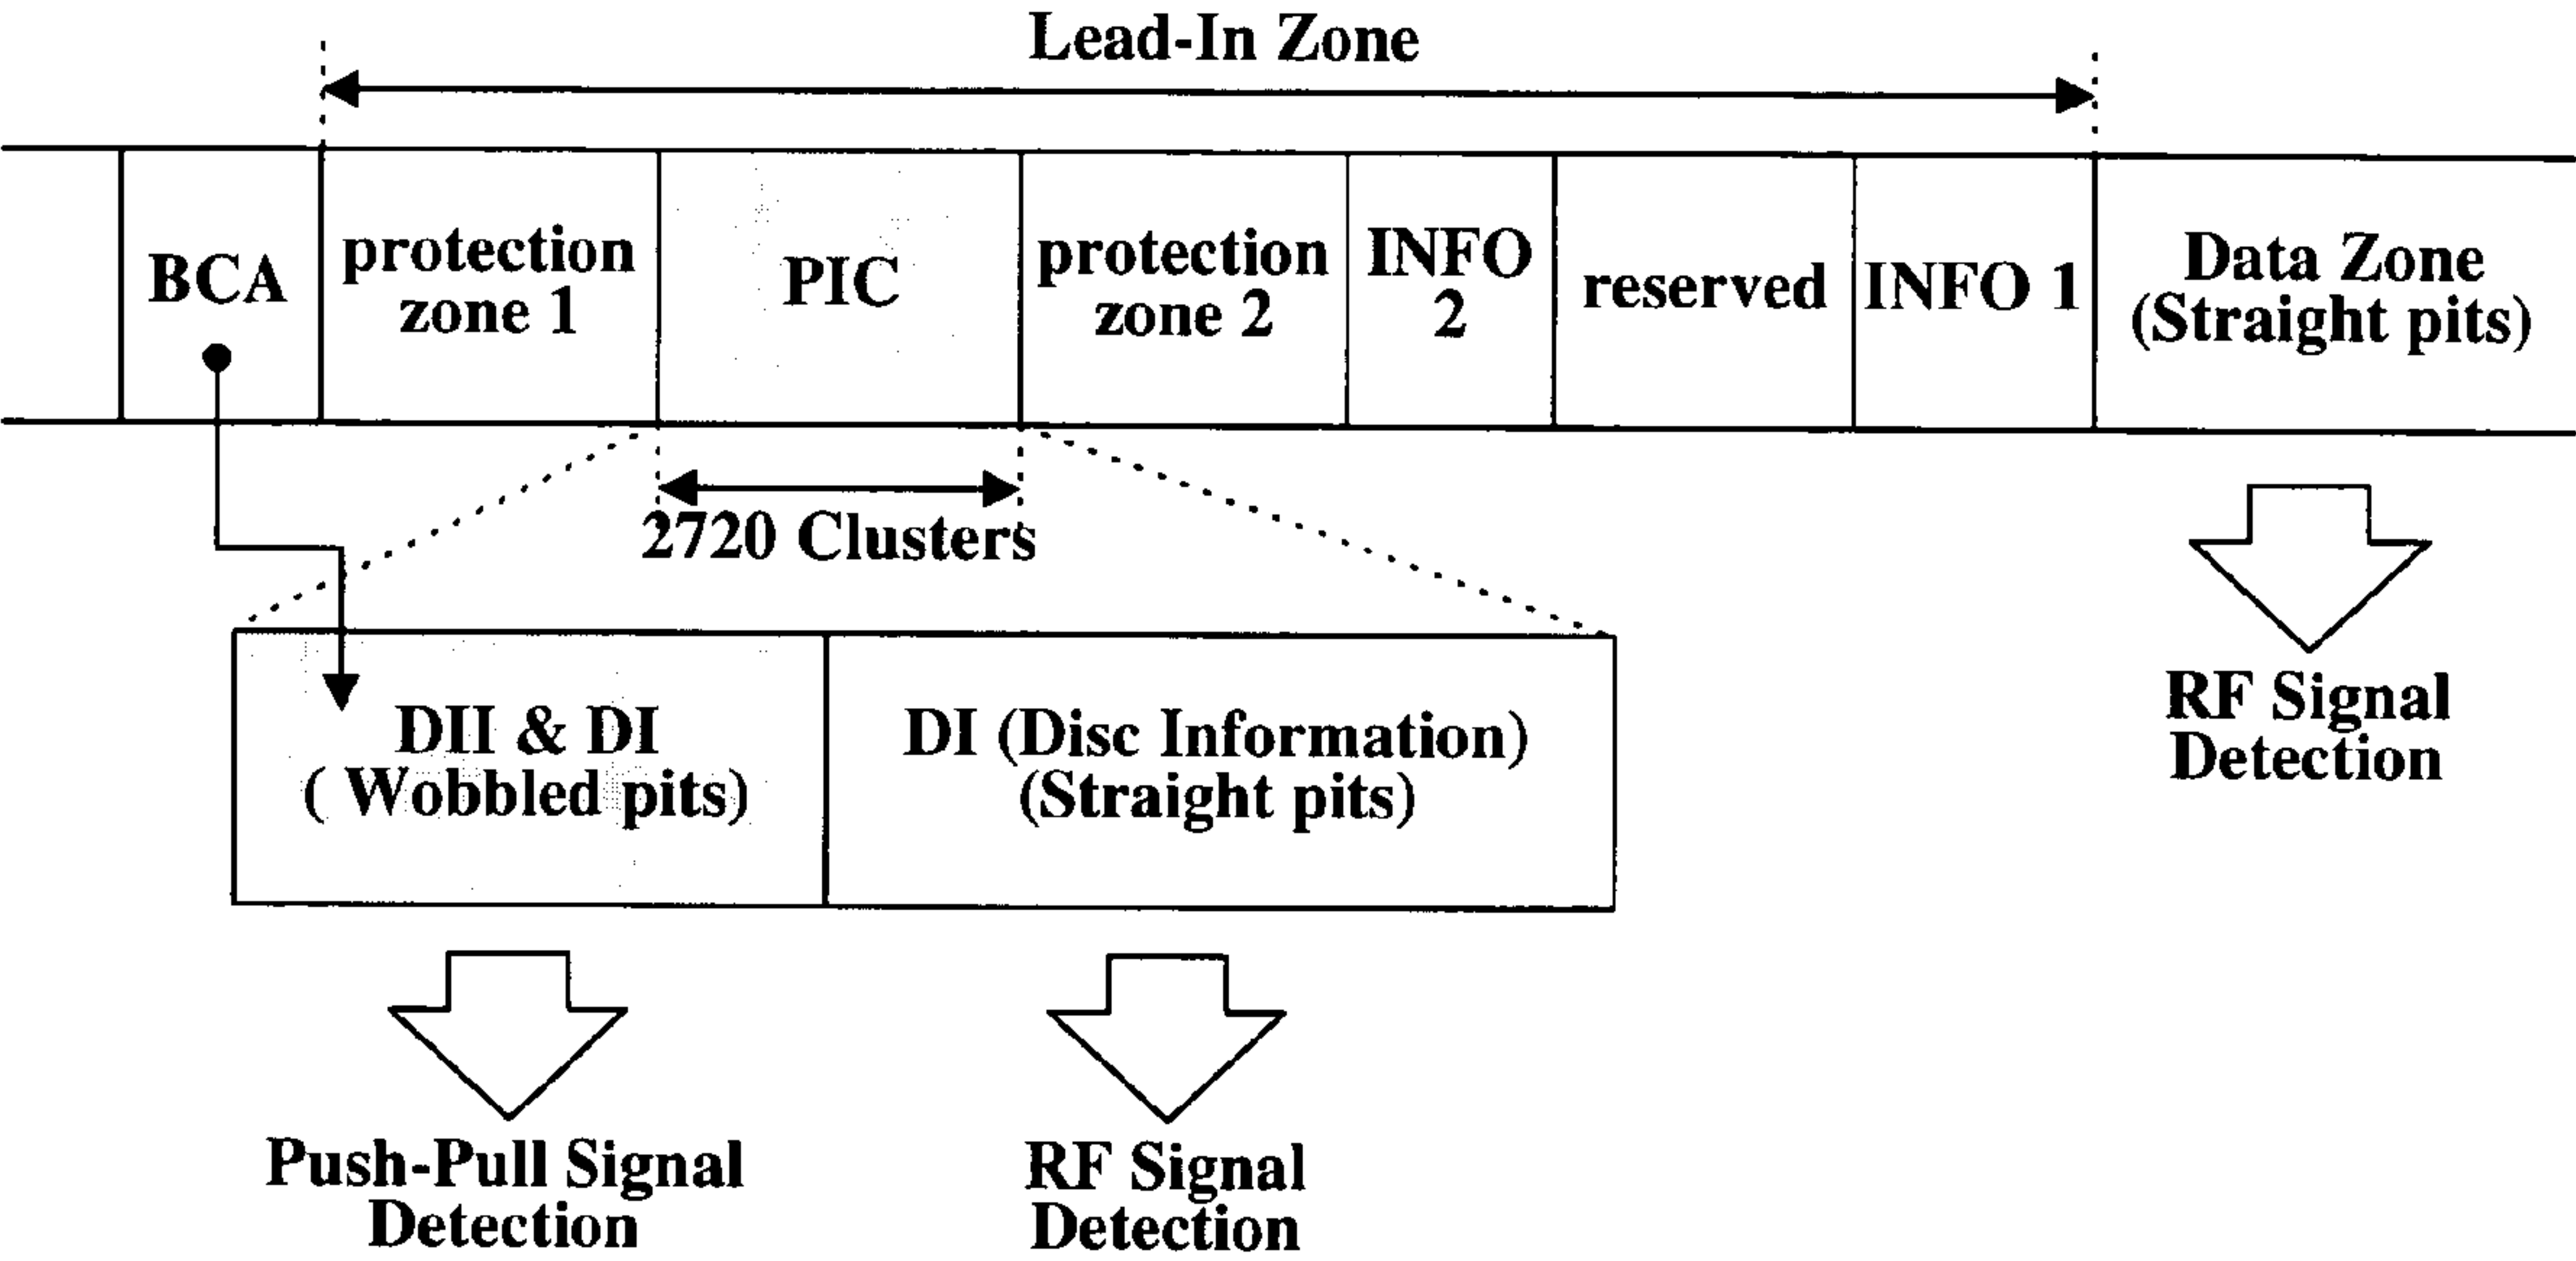 Lead-In Zone
BCA
protection
zone 1
PIC
protection
zone 2
INFO
2
reserved
INFO 1
Data Zone
(Straight pits)
2720 Clusters
DII & DI
( Wobbled pits)
DI (Disc Information)
(Straight pits)
RF Signal
Detection
Push-Pull Signal
Detection
RF Signal
Detection